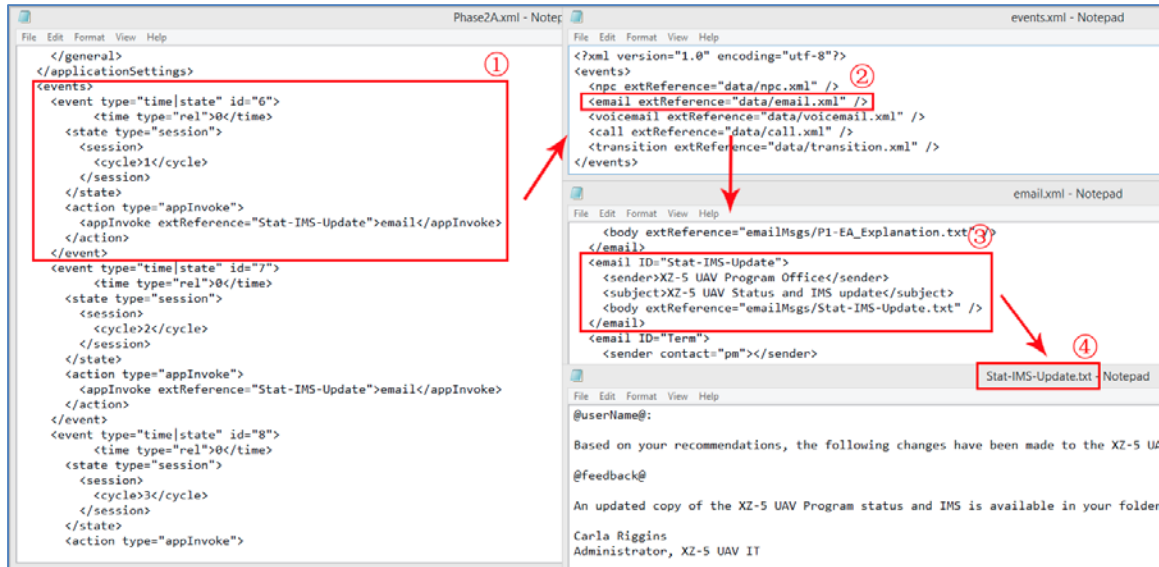 Phase2A.xml - Notep
File Edit Format View Help
</general>
</applicationSettings>
①
<events>
<event type="time|state" id="6">
<time type="rel">0</time>
<state type="session">
<session>
<cycle>1</cycle>
</session>
</state>
<action type="appInvoke">
<appInvoke extReference="Stat-IMS-Update">email</appInvoke>
</action>
</event>
<event type="time|state" id="7">
<time type="rel">0</time>
<state type="session">
<session>
<cycle>2</cycle>
</session>
</state>
<action type="appInvoke">
<appInvoke extReference="Stat-IMS-Update">email</appInvoke>
</action>
</event>
<event type="time|state" id="8">
<time type="rel">0</time>
<state type="session">
<session>
<cycle>3</cycle>
</session>
</state>
<action type="appInvoke">
events.xml - Notepad
File Edit Format View Help
<?xml version="1.0" encoding="utf-8"?>
<events>
②
<npc extReference="data/npc.xml" />
<email extReference="data/email.xml" />
<voicemail extReference="data/voicemail.xml" />
<call extReference="data/call.xml" />
<transition extReference="data/transition.xml" />
</events>
email.xml - Notepad
File Edit Format View Help
<body extReference="emailMsgs/P1-EA_Explanation.txt" />
③
</email>
<email ID="Stat-IMS-Update">
<sender>XZ-5 UAV Program Office</sender>
<subject>XZ-5 UAV Status and IMS update</subject>
<body extReference="emailMsgs/Stat-IMS-Update.txt" />
</email>
<email ID="Term">
<sender contact="pm"></sender>
④
Stat-IMS-Update.txt - Notepad
File Edit Format View Help
@userName@:
Based on your recommendations, the following changes have been made to the XZ-5 UA
@feedback@
An updated copy of the XZ-5 UAV Program status and IMS is available in your folder
Carla Riggins
Administrator, XZ-5 UAV IT